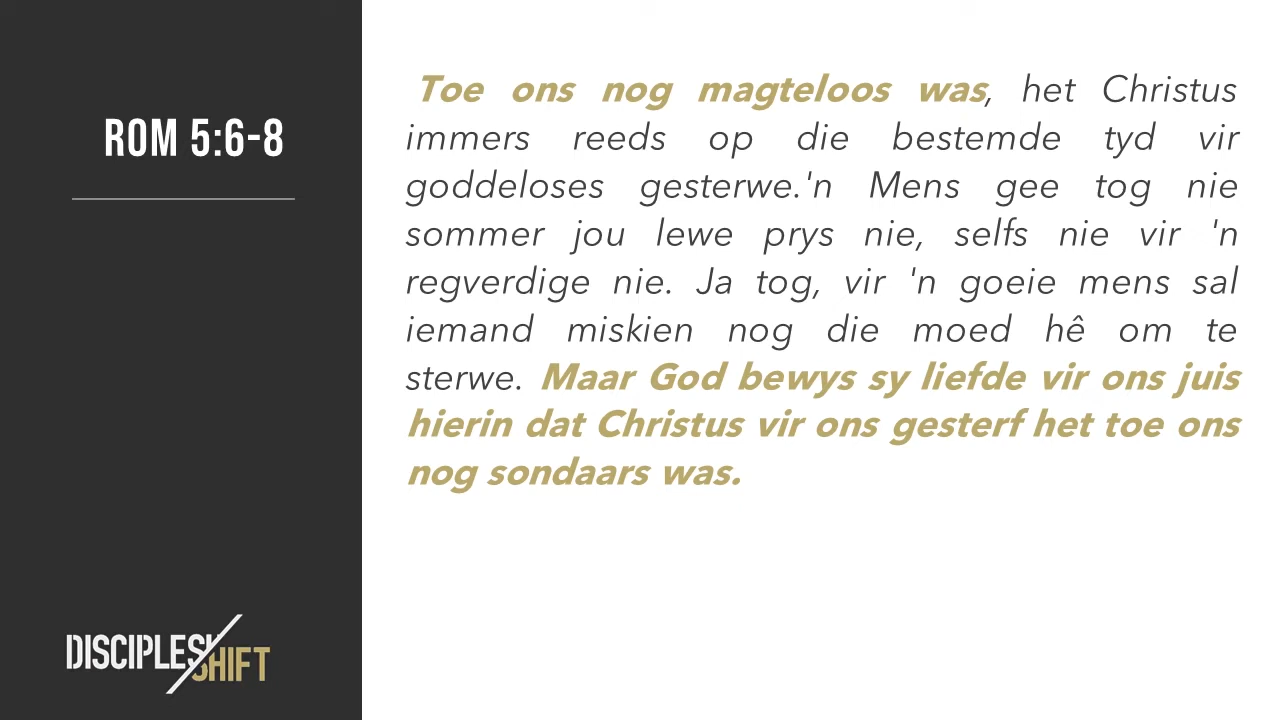 ROM 5:6-8
Toe ons nog magteloos was, het Christus
immers reeds op die bestemde tyd vir
goddeloses gesterwe.'n Mens gee tog nie
sommer jou lewe prys nie, selfs nie vir 'n
regverdige nie. Ja tog, vir 'n goeie mens sal
iemand miskien nog die moed hê om te
sterwe. Maar God bewys sy liefde vir ons juis
hierin dat Christus vir ons gesterf het toe ons
nog sondaars was.
DISCIPLESHIFT